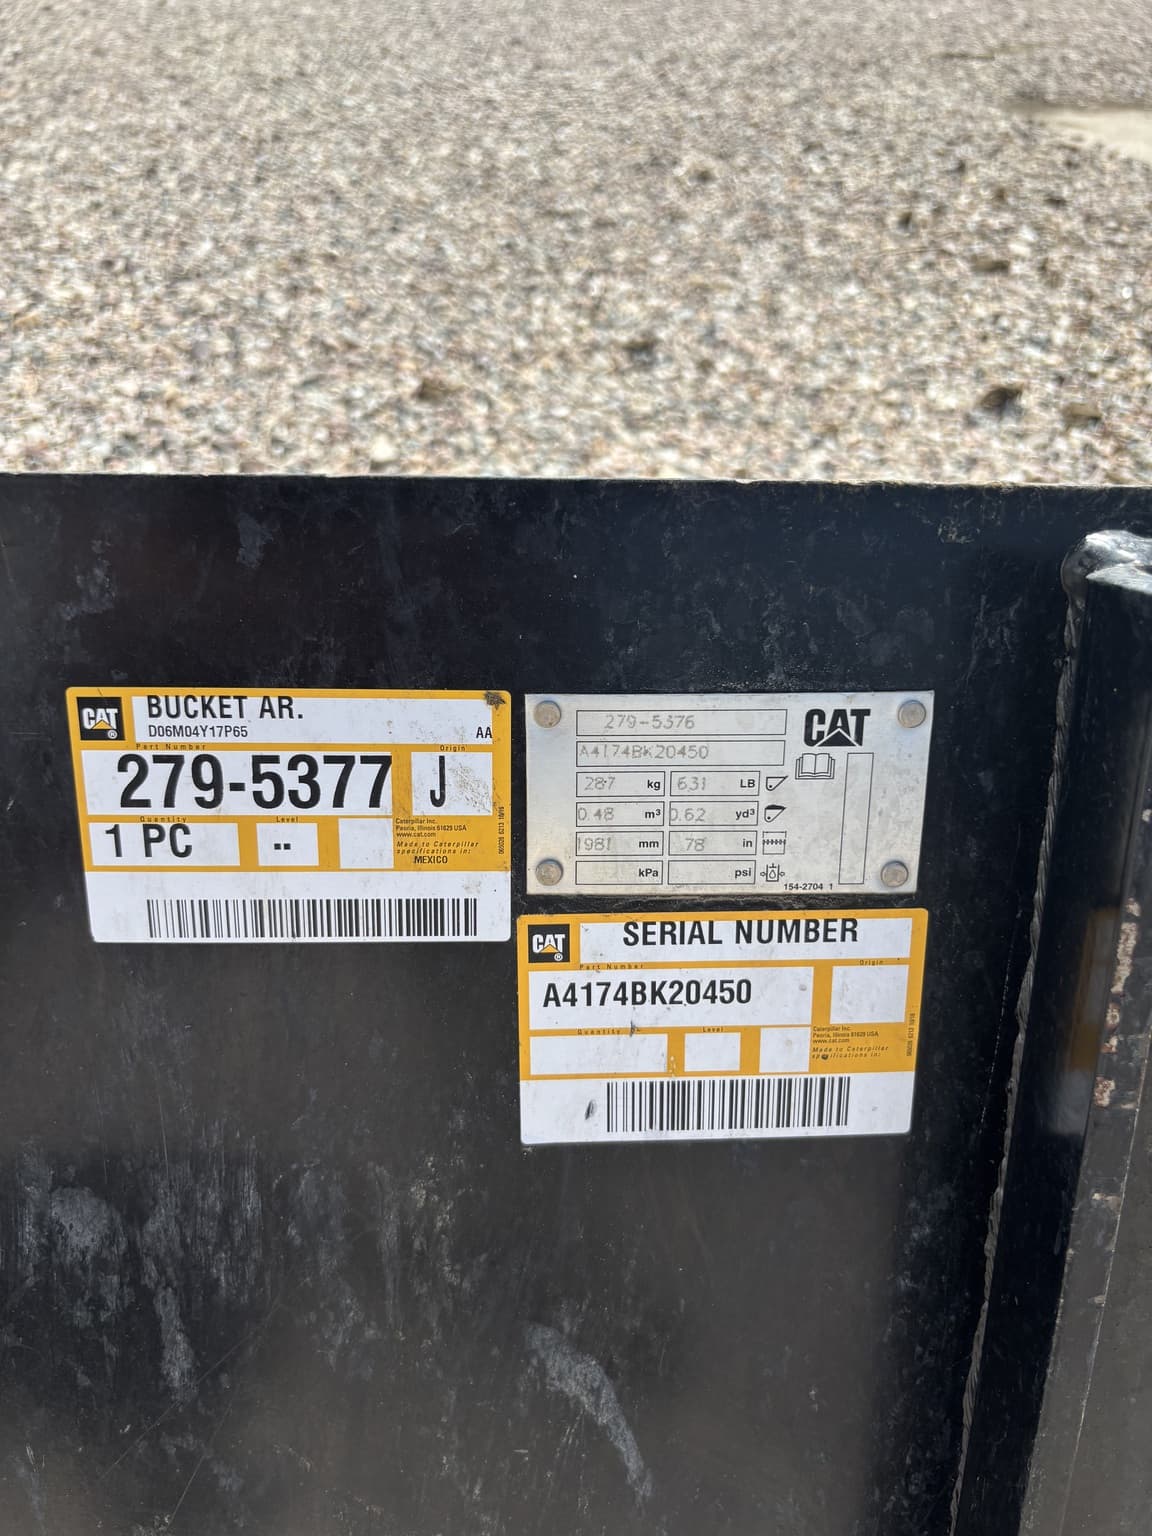 CAT
®
BUCKET AR.
D06M04Y17P65
AA
Part Number
Origin
279-5377
J
Quantity
Level
1 PC
--
Caterpillar Inc.
Peoria, Illinois 61629 USA
www.cat.com
Made to Caterpillar
specifications in:
MEXICO
279-5376
CAT
A4174BK20450
287 kg 631 LB
0.48 m³ 0.62 yd³
1981 mm 78 in
kPa psi
154-2704 1
CAT
®
SERIAL NUMBER
Part Number
Origin
A4174BK20450
Quantity
Level
Caterpillar Inc.
Peoria, Illinois 61629 USA
www.cat.com
Made to Caterpillar
specifications in: